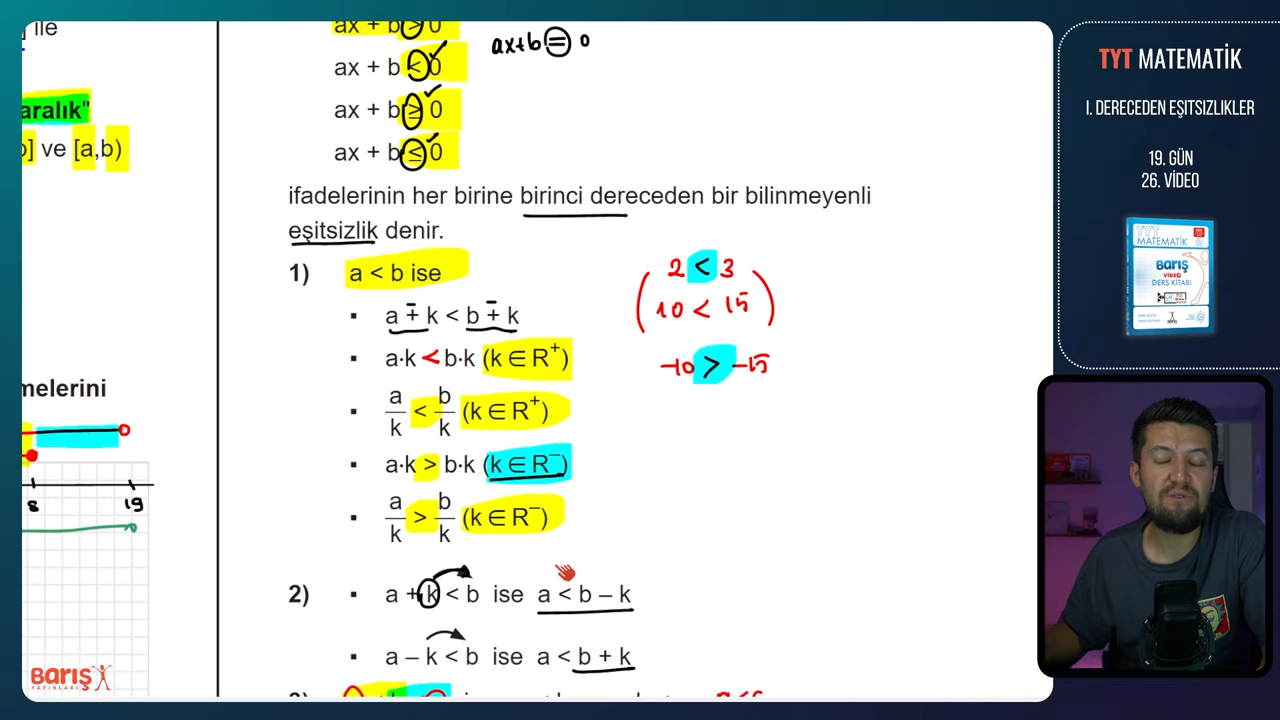 ] ile
aralık"
b] ve [a,b)
melerini
8 19
BARIŞ
YAYINLARI
ax + b > 0
ax + b < 0
ax + b ≥ 0
ax + b ≤ 0
ax+b = 0
ifadelerinin her birine birinci dereceden bir bilinmeyenli
eşitsizlik denir.
1) a < b ise
▪ a ∓ k < b ∓ k
▪ a·k < b·k (k ∈ R⁺)
▪ a/k < b/k (k ∈ R⁺)
▪ a·k > b·k (k ∈ R⁻)
▪ a/k > b/k (k ∈ R⁻)
2 < 3
10 < 15
-10 > -15
2) ▪ a + k < b ise a < b – k
▪ a – k < b ise a < b + k
TYT MATEMATİK
I. DERECEDEN EŞİTSİZLİKLER
19. GÜN
26. VİDEO
TYT
MATEMATİK
BARIŞ
VİDEO
DERS KİTABI